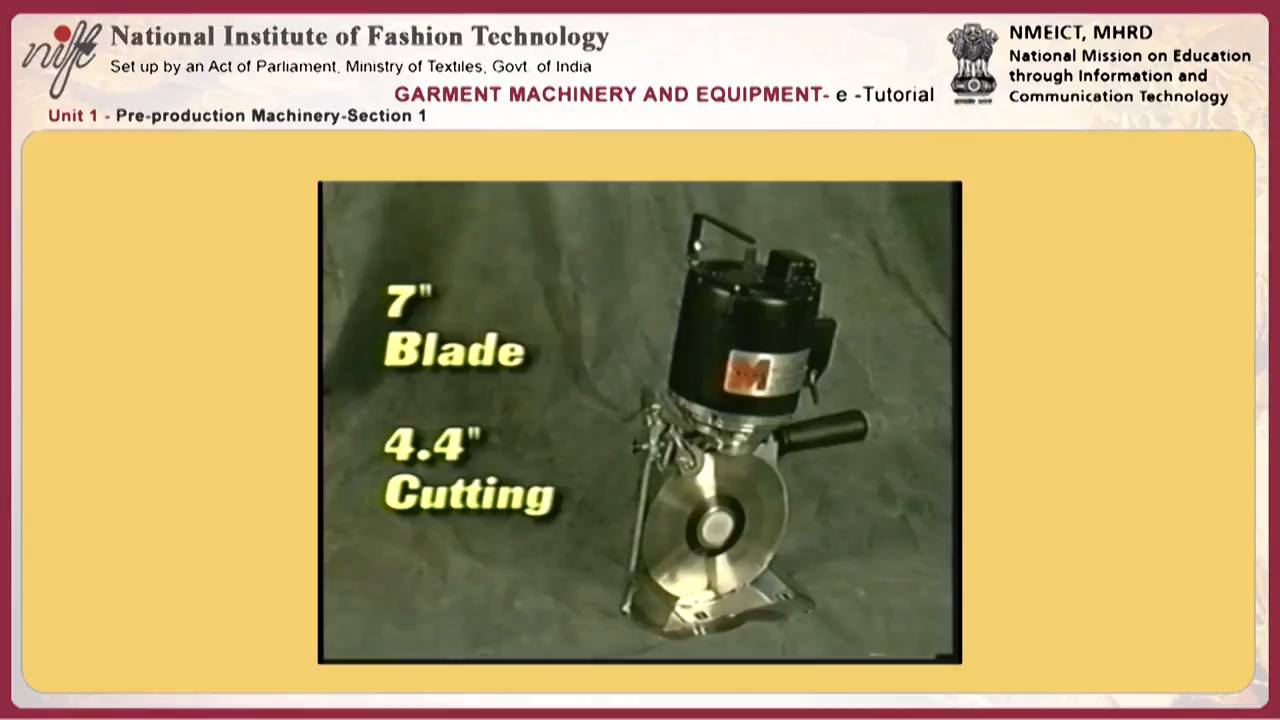 nift
National Institute of Fashion Technology
Set up by an Act of Parliament, Ministry of Textiles, Govt. of India
GARMENT MACHINERY AND EQUIPMENT- e -Tutorial
Unit 1 - Pre-production Machinery-Section 1
NMEICT, MHRD
National Mission on Education
through Information and
Communication Technology
7"
Blade
4.4"
Cutting
M